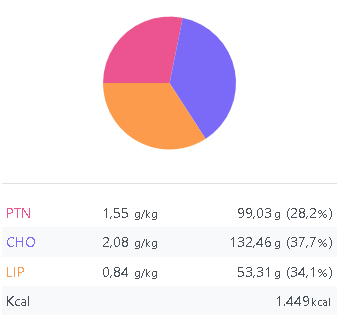 PTN 1,55 g/kg 99,03 g (28,2%)
CHO 2,08 g/kg 132,46 g (37,7%)
LIP 0,84 g/kg 53,31 g (34,1%)
Kcal 1.449 kcal